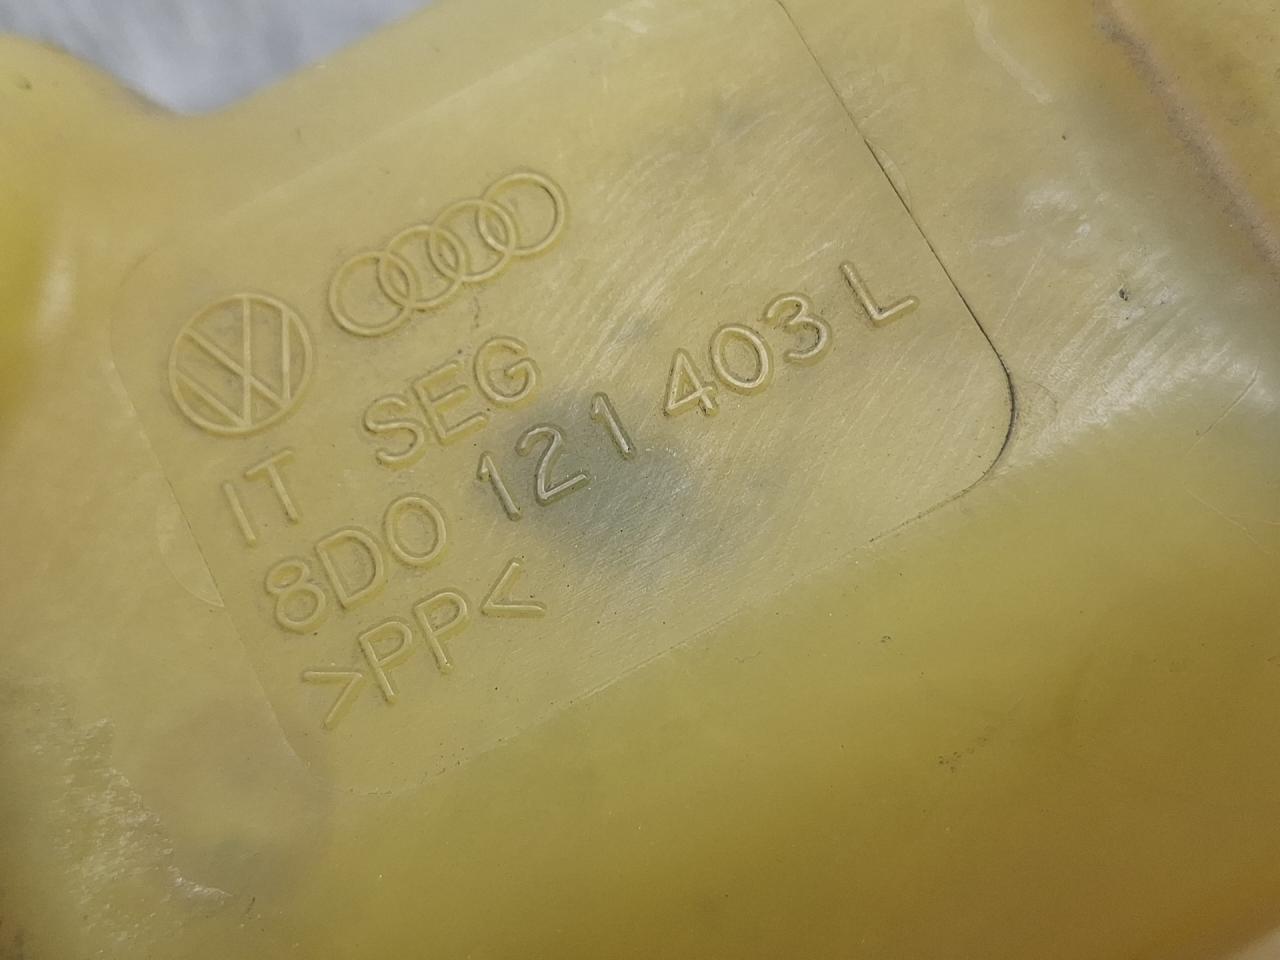 IT SEG
8D0 121 403 L
>PP<